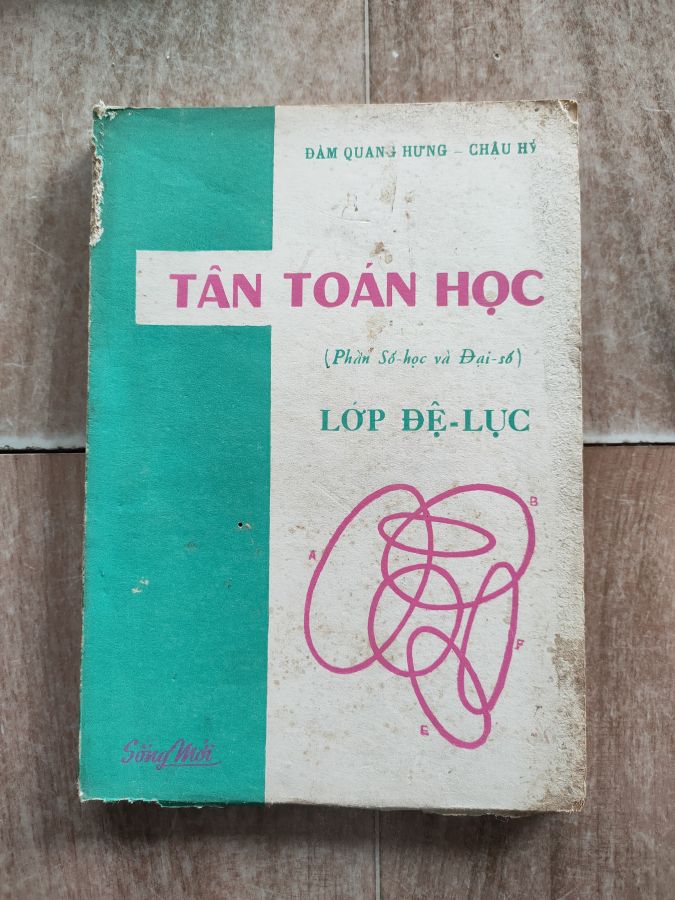 ĐÀM QUANG HƯNG - CHÂU HỶ
TÂN TOÁN HỌC
(Phần Số-học và Đại-số)
LỚP ĐỆ-LỤC
B
A
F
E
Sống Mới